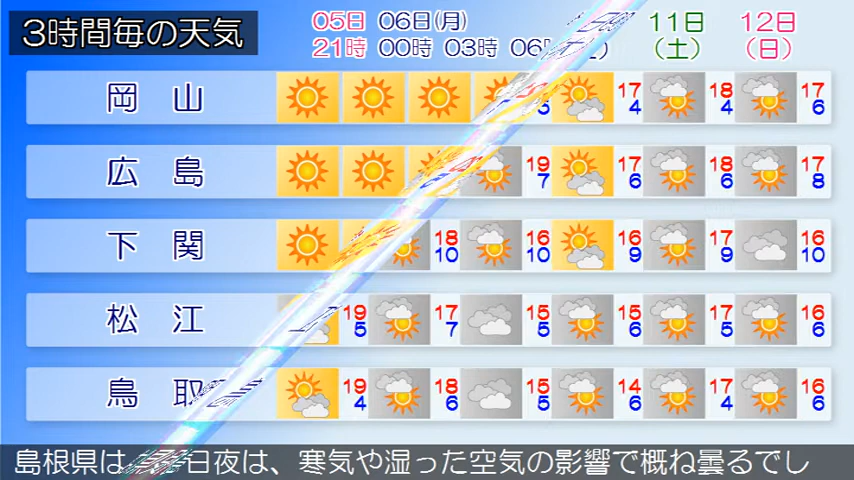 3時間毎の天気
05日 06日(月) 11日 12日
21時 00時 03時 (土) (日)
岡 山 17 4 18 4 17 6
広 島 19 7 17 6 18 6 17 8
下 関 18 10 16 10 16 9 17 9 16 10
松 江 19 5 17 7 15 5 15 6 17 5 16 6
鳥 取 19 4 18 6 15 5 14 6 17 4 16 6
島根県は 日夜は、寒気や湿った空気の影響で概ね曇るでし